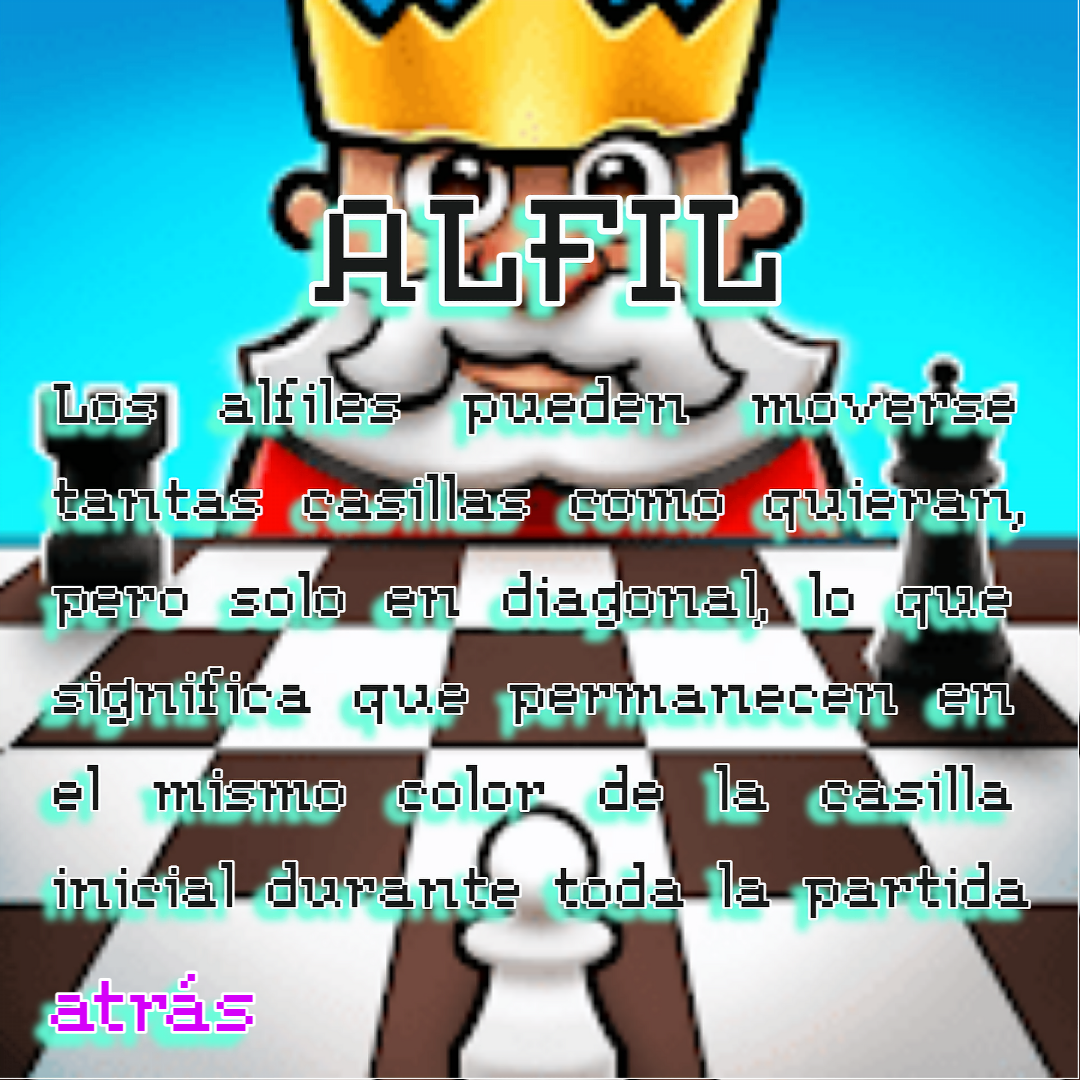 ALFIL
Los alfiles pueden moverse
tantas casillas como quieran,
pero solo en diagonal, lo que
significa que permanecen en
el mismo color de la casilla
inicial durante toda la partida
atrás